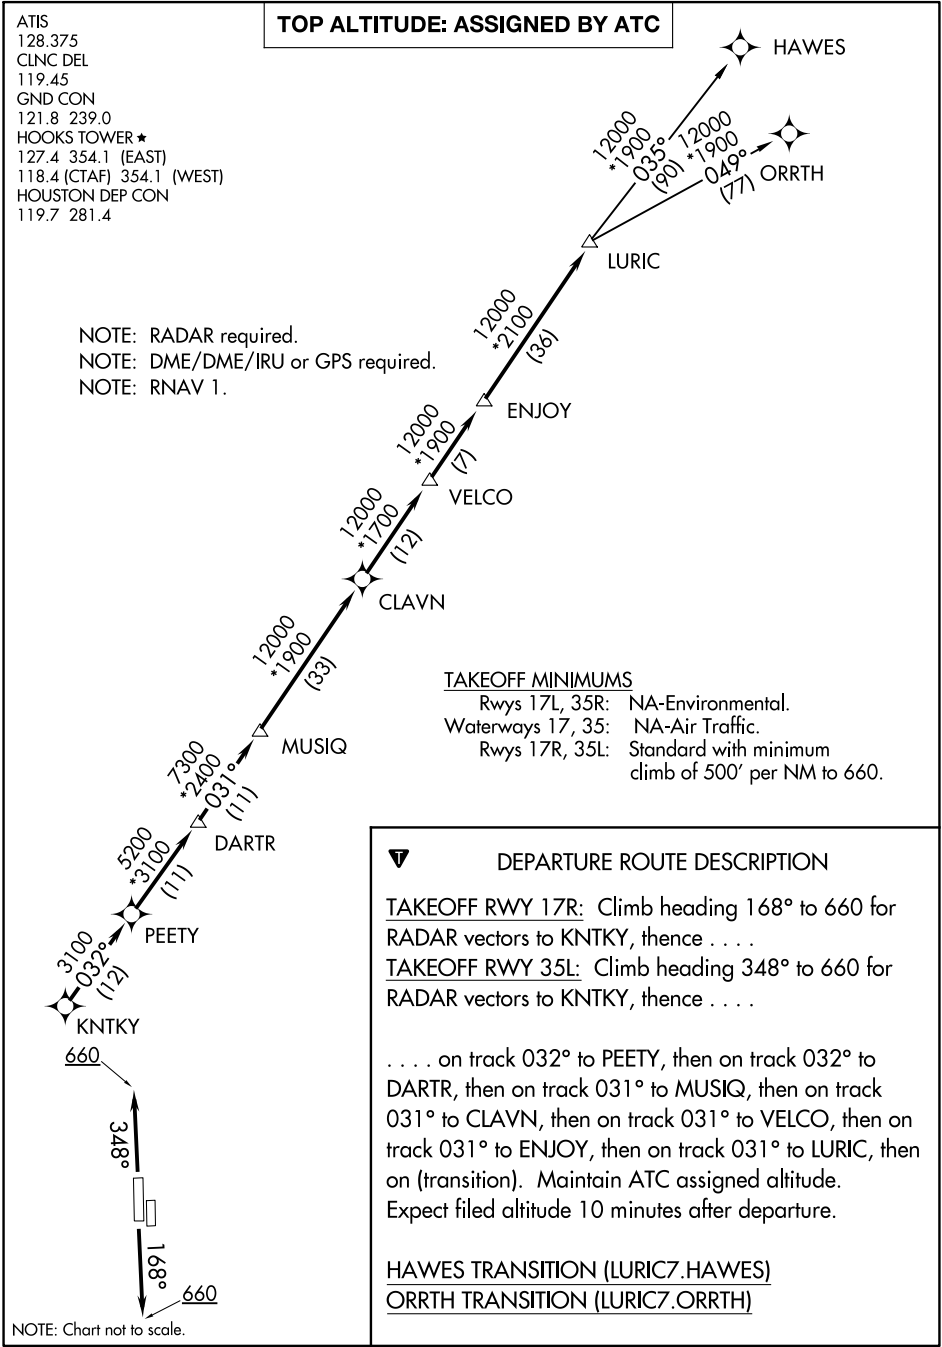 ATIS
128.375
CLNC DEL
119.45
GND CON
121.8 239.0
HOOKS TOWER ★
127.4 354.1 (EAST)
118.4 (CTAF) 354.1 (WEST)
HOUSTON DEP CON
119.7 281.4
TOP ALTITUDE: ASSIGNED BY ATC
HAWES
12000
*1900
035°
(90)
12000
*1900
049°
(77)
ORRTH
LURIC
NOTE: RADAR required.
NOTE: DME/DME/IRU or GPS required.
NOTE: RNAV 1.
12000
*2100
(36)
ENJOY
12000
*1900
(7)
VELCO
12000
*1700
(12)
CLAVN
12000
*1900
(33)
MUSIQ
TAKEOFF MINIMUMS
Rwys 17L, 35R: NA-Environmental.
Waterways 17, 35: NA-Air Traffic.
Rwys 17R, 35L: Standard with minimum
climb of 500' per NM to 660.
7300
*2400
031°
(11)
DARTR
5200
*3100
(11)
PEETY
3100
032°
(12)
KNTKY
660
348°
168°
660
NOTE: Chart not to scale.
T
DEPARTURE ROUTE DESCRIPTION
TAKEOFF RWY 17R: Climb heading 168° to 660 for
RADAR vectors to KNTKY, thence . . . .
TAKEOFF RWY 35L: Climb heading 348° to 660 for
RADAR vectors to KNTKY, thence . . . .
. . . . on track 032° to PEETY, then on track 032° to
DARTR, then on track 031° to MUSIQ, then on track
031° to CLAVN, then on track 031° to VELCO, then on
track 031° to ENJOY, then on track 031° to LURIC, then
on (transition). Maintain ATC assigned altitude.
Expect filed altitude 10 minutes after departure.
HAWES TRANSITION (LURIC7.HAWES)
ORRTH TRANSITION (LURIC7.ORRTH)